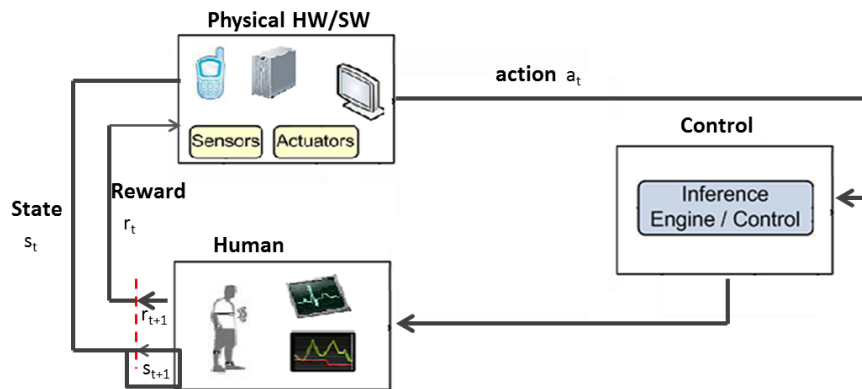 Physical HW/SW
action a_t
Control
Sensors
Actuators
Inference
Engine / Control
Reward
r_t
State
s_t
Human
r_t+1
s_t+1